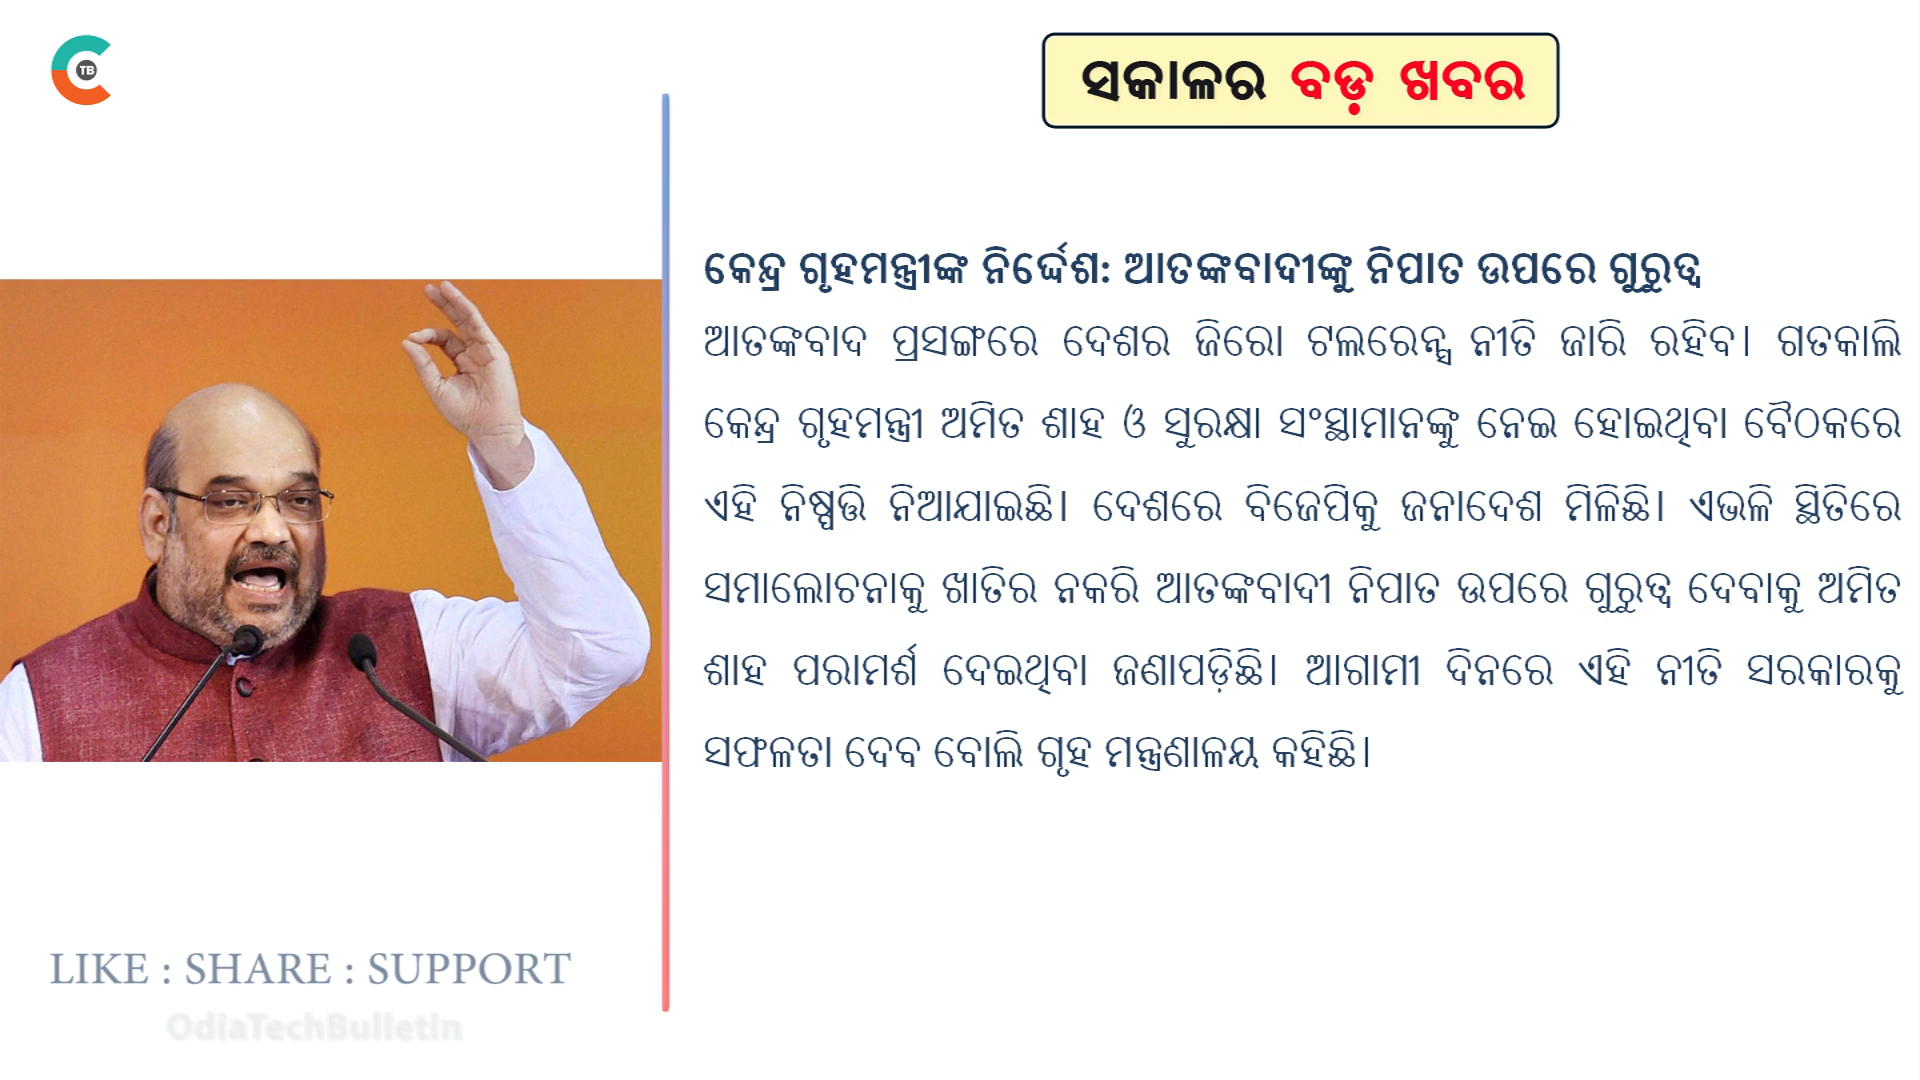 TB
ସକାଳର ବଡ଼ ଖବର
କେନ୍ଦ୍ର ଗୃହମନ୍ତ୍ରୀଙ୍କ ନିର୍ଦ୍ଦେଶ: ଆତଙ୍କବାଦୀଙ୍କୁ ନିପାତ ଉପରେ ଗୁରୁତ୍ୱ
ଆତଙ୍କବାଦ ପ୍ରସଙ୍ଗରେ ଦେଶର ଜିରୋ ଟଲରେନ୍ସ ନୀତି ଜାରି ରହିବ। ଗତକାଲି
କେନ୍ଦ୍ର ଗୃହମନ୍ତ୍ରୀ ଅମିତ ଶାହ ଓ ସୁରକ୍ଷା ସଂସ୍ଥାମାନଙ୍କୁ ନେଇ ହୋଇଥିବା ବୈଠକରେ
ଏହି ନିଷ୍ପତ୍ତି ନିଆଯାଇଛି। ଦେଶରେ ବିଜେପିକୁ ଜନାଦେଶ ମିଳିଛି। ଏଭଳି ସ୍ଥିତିରେ
ସମାଲୋଚନାକୁ ଖାତିର ନକରି ଆତଙ୍କବାଦୀ ନିପାତ ଉପରେ ଗୁରୁତ୍ୱ ଦେବାକୁ ଅମିତ
ଶାହ ପରାମର୍ଶ ଦେଇଥିବା ଜଣାପଡ଼ିଛି। ଆଗାମୀ ଦିନରେ ଏହି ନୀତି ସରକାରକୁ
ସଫଳତା ଦେବ ବୋଲି ଗୃହ ମନ୍ତ୍ରଣାଳୟ କହିଛି।
LIKE : SHARE : SUPPORT
OdiaTechBulletin